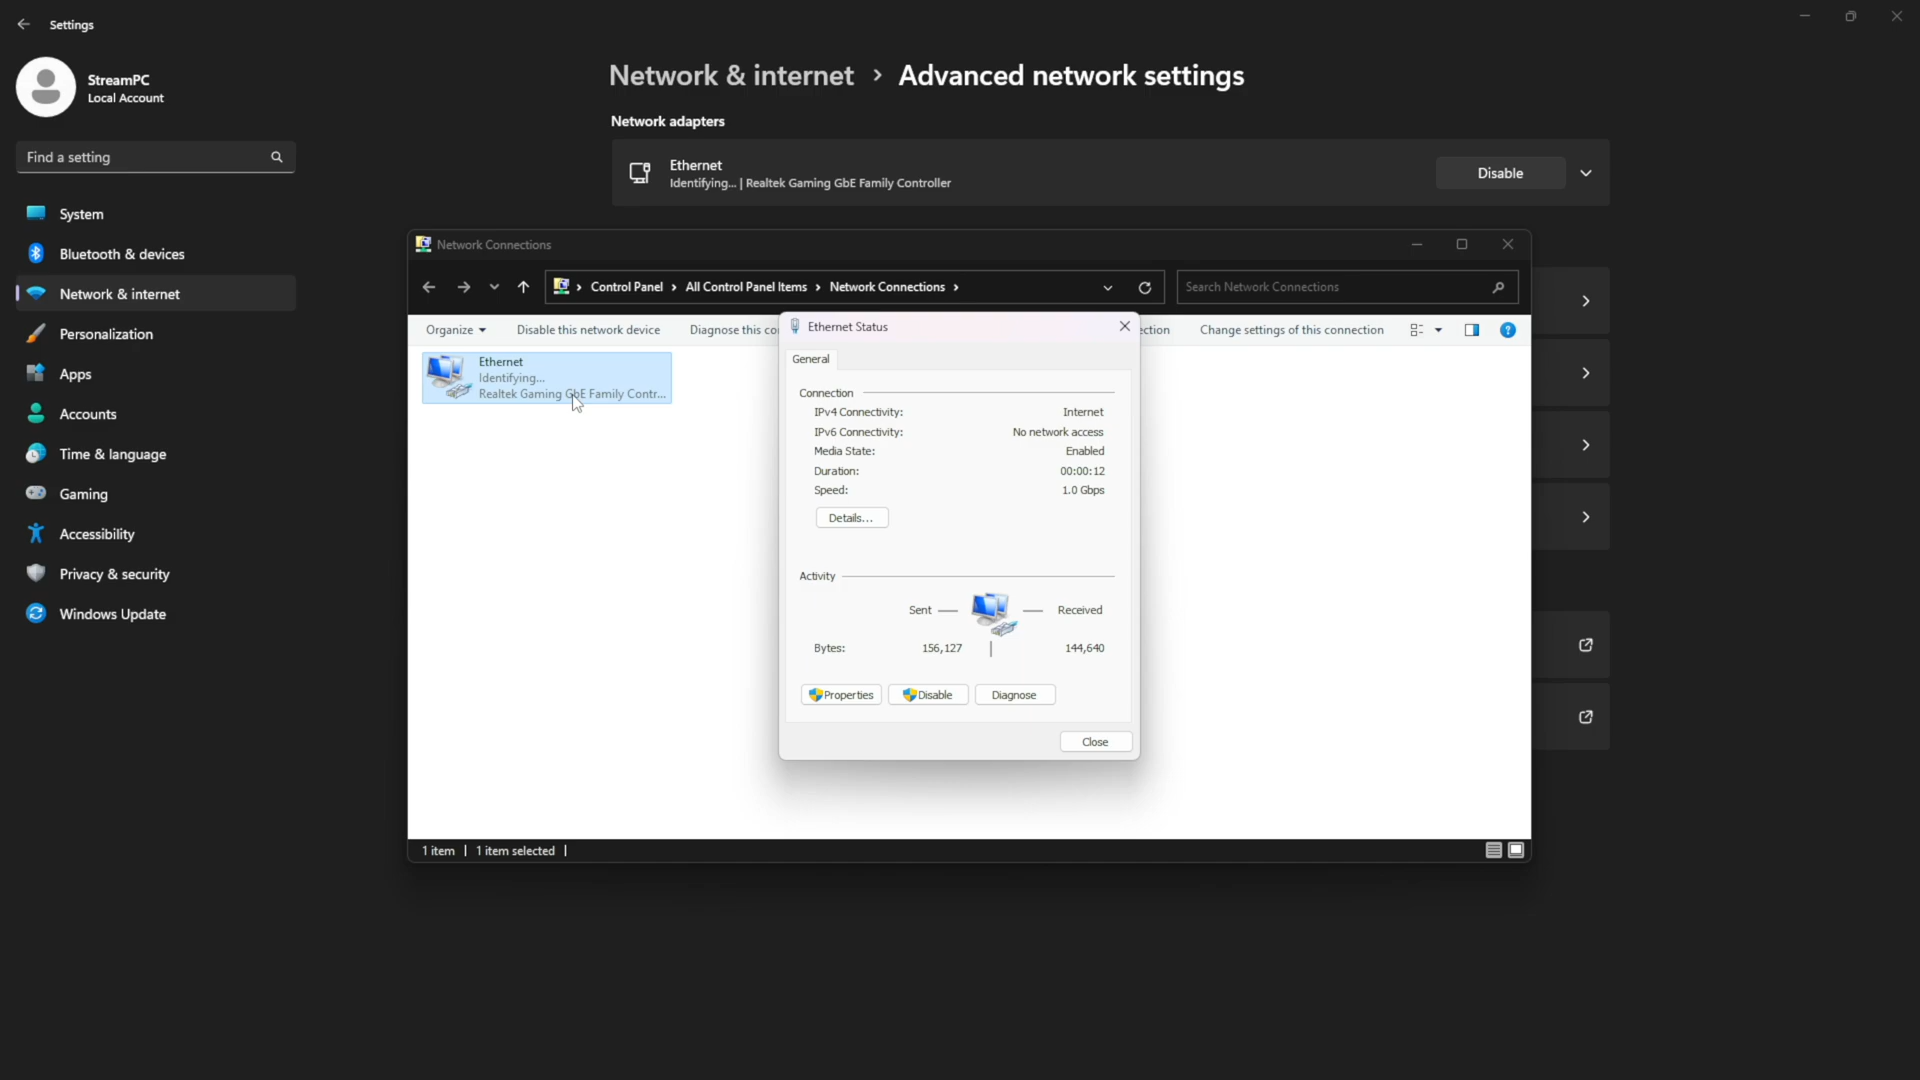 Settings
StreamPC
Local Account
Find a setting
System
Bluetooth & devices
Network & internet
Personalization
Apps
Accounts
Time & language
Gaming
Accessibility
Privacy & security
Windows Update
Network & internet > Advanced network settings
Network adapters
Ethernet
Identifying... | Realtek Gaming GbE Family Controller
Disable
Network Connections
Control Panel > All Control Panel Items > Network Connections >
Search Network Connections
Organize
Disable this network device
Diagnose this co
ection
Change settings of this connection
Ethernet
Identifying...
Realtek Gaming GbE Family Contr...
Ethernet Status
General
Connection
IPv4 Connectivity: Internet
IPv6 Connectivity: No network access
Media State: Enabled
Duration: 00:00:12
Speed: 1.0 Gbps
Details...
Activity
Sent — Received
Bytes: 156,127 | 144,640
Properties
Disable
Diagnose
Close
1 item | 1 item selected |